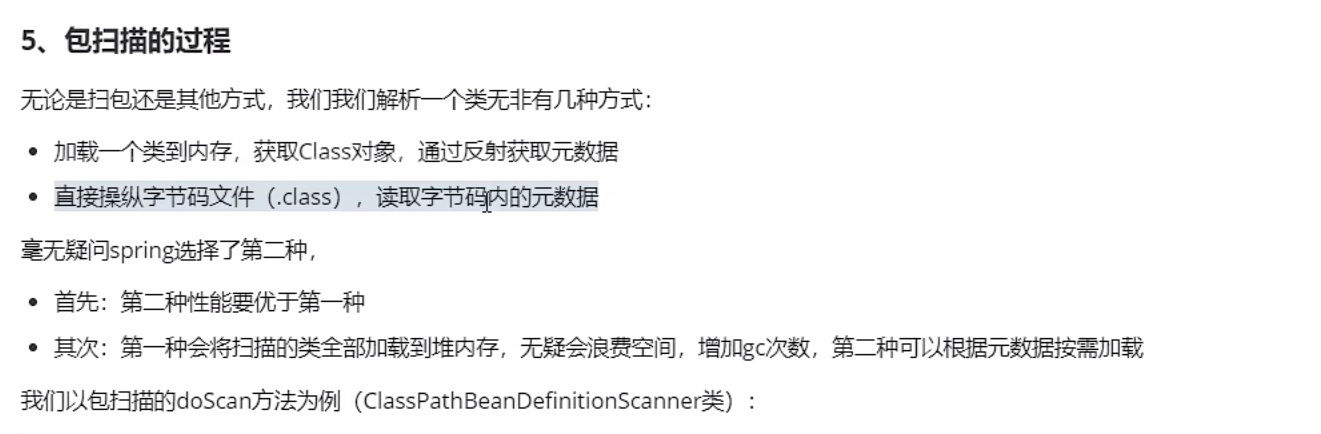 5、包扫描的过程
无论是扫包还是其他方式，我们我们解析一个类无非有几种方式：
• 加载一个类到内存，获取Class对象，通过反射获取元数据
• 直接操纵字节码文件（.class），读取字节码内的元数据
毫无疑问spring选择了第二种，
• 首先：第二种性能要优于第一种
• 其次：第一种会将扫描的类全部加载到堆内存，无疑会浪费空间，增加gc次数，第二种可以根据元数据按需加载
我们以包扫描的doScan方法为例（ClassPathBeanDefinitionScanner类）：